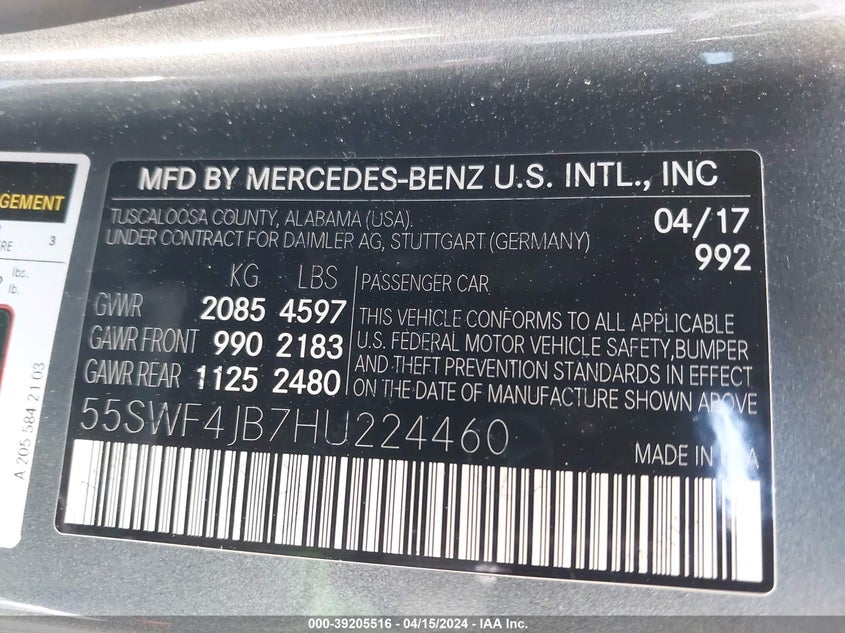 MFD BY MERCEDES-BENZ U.S. INTL., INC
TUSCALOOSA COUNTY, ALABAMA (USA).
UNDER CONTRACT FOR DAIMLER AG, STUTTGART (GERMANY)
04/17
992
KG LBS
GVWR 2085 4597
GAWR FRONT 990 2183
GAWR REAR 1125 2480
PASSENGER CAR
THIS VEHICLE CONFORMS TO ALL APPLICABLE
U.S. FEDERAL MOTOR VEHICLE SAFETY,BUMPER
AND THEFT PREVENTION STANDARDS IN EFFECT
ON THE DATE OF MANUFACTURE SHOWN ABOVE
55SWF4JB7HU224460
MADE IN
GEMENT
3
lbs.
lb.
A 205 584 21 03
000-39205516 - 04/15/2024 - ©IAA Holdings, LLC.